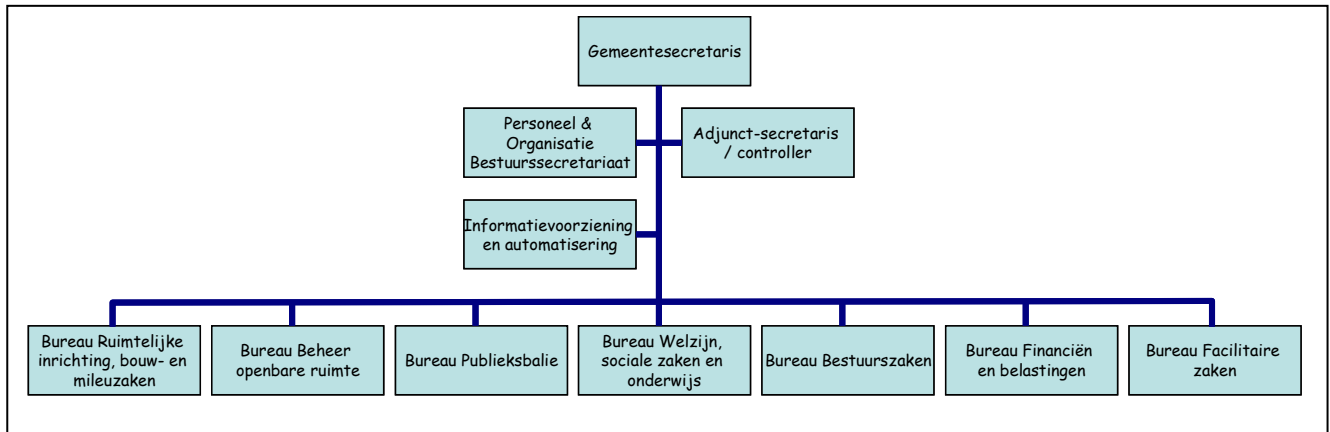 Gemeentesecretaris
Personeel &
Organisatie
Bestuurssecretariaat
Adjunct-secretaris
/ controller
Informatievoorziening
en automatisering
Bureau Ruimtelijke
inrichting, bouw- en
mileuzaken
Bureau Beheer
openbare ruimte
Bureau Publieksbalie
Bureau Welzijn,
sociale zaken en
onderwijs
Bureau Bestuurszaken
Bureau Financiën
en belastingen
Bureau Facilitaire
zaken